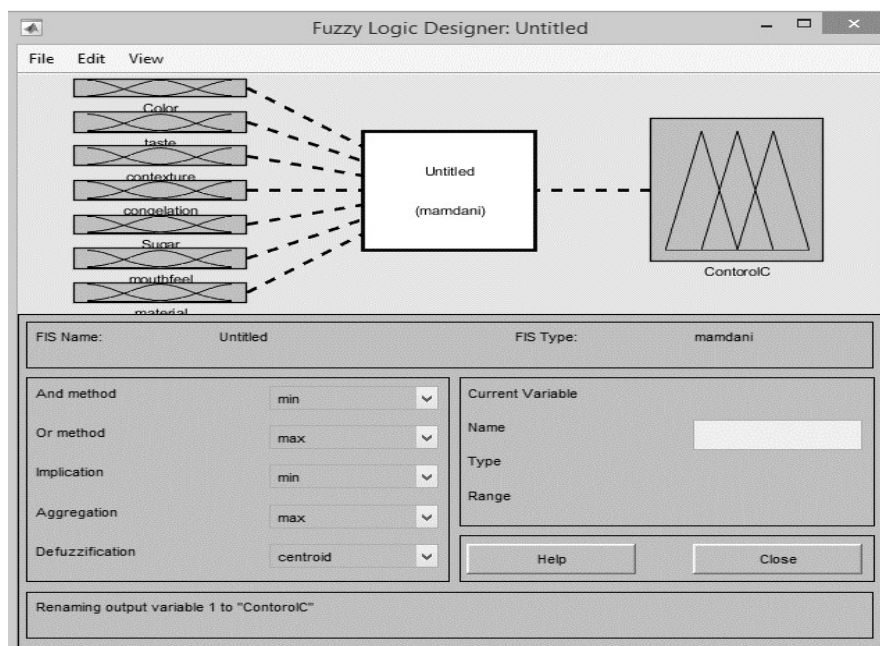 Fuzzy Logic Designer: Untitled
File Edit View
Color
taste
contexture
congelation
Sugar
mouthfeel
material
Untitled
(mamdani)
ContorolC
FIS Name: Untitled FIS Type: mamdani
And method min
Or method max
Implication min
Aggregation max
Defuzzification centroid
Current Variable
Name
Type
Range
Help Close
Renaming output variable 1 to "ContorolC"